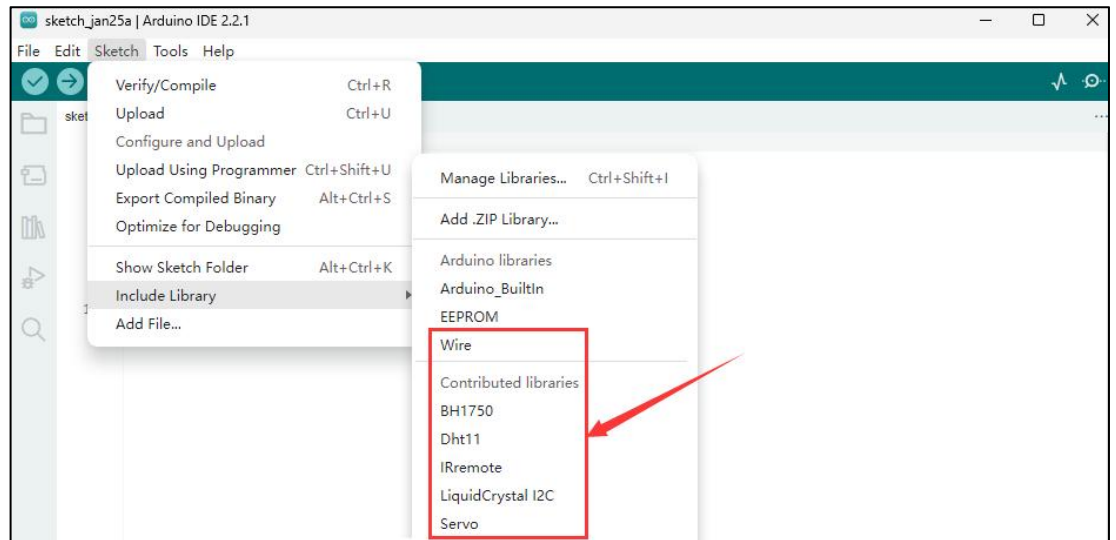 sketch_jan25a | Arduino IDE 2.2.1
File Edit Sketch Tools Help
sket
Verify/Compile Ctrl+R
Upload Ctrl+U
Configure and Upload
Upload Using Programmer Ctrl+Shift+U
Export Compiled Binary Alt+Ctrl+S
Optimize for Debugging
Show Sketch Folder Alt+Ctrl+K
Include Library
Add File...
Manage Libraries... Ctrl+Shift+I
Add .ZIP Library...
Arduino libraries
Arduino_BuiltIn
EEPROM
Wire
Contributed libraries
BH1750
Dht11
IRremote
LiquidCrystal I2C
Servo